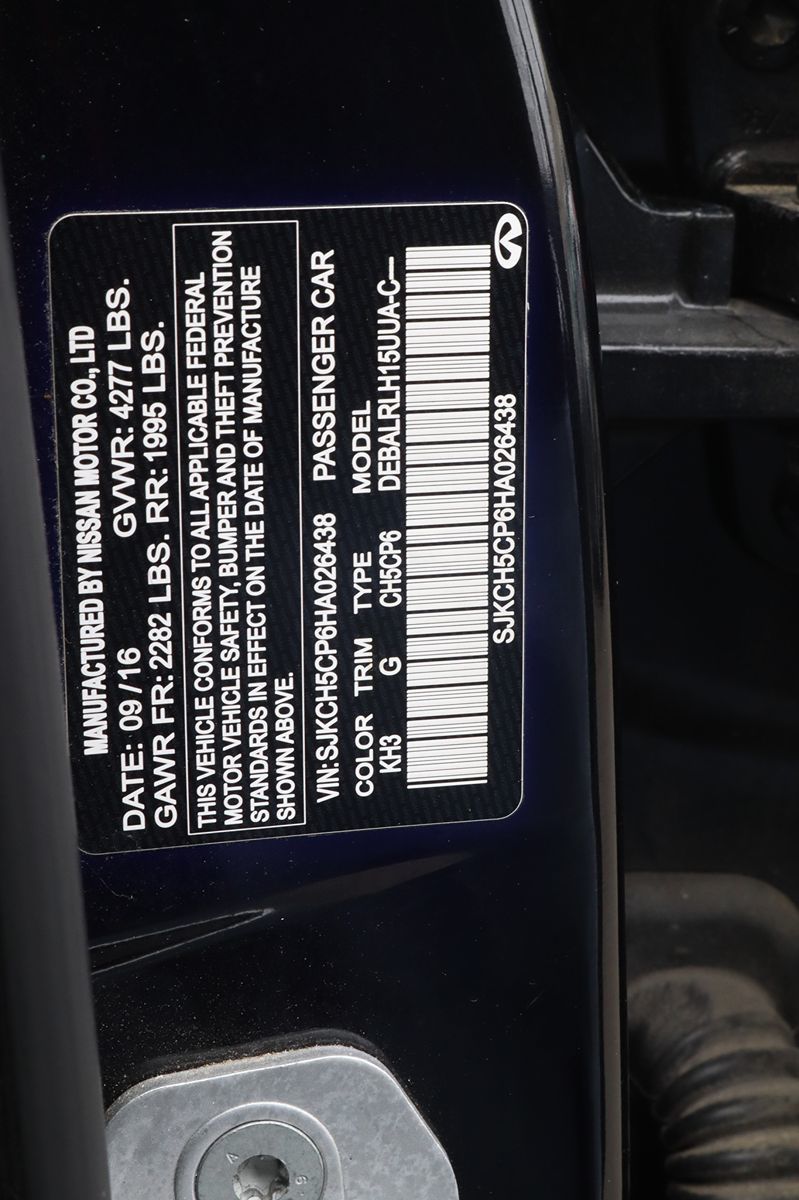 MANUFACTURED BY NISSAN MOTOR CO., LTD
DATE: 09 / 16 GVWR: 4277 LBS.
GAWR FR: 2282 LBS. RR: 1995 LBS.
THIS VEHICLE CONFORMS TO ALL APPLICABLE FEDERAL
MOTOR VEHICLE SAFETY, BUMPER AND THEFT PREVENTION
STANDARDS IN EFFECT ON THE DATE OF MANUFACTURE
SHOWN ABOVE.
VIN: SJKCH5CP6HA026438 PASSENGER CAR
COLOR TRIM TYPE MODEL
KH3 G CH5CP6 DEBALRLH15UUA-C---
SJKCH5CP6HA026438